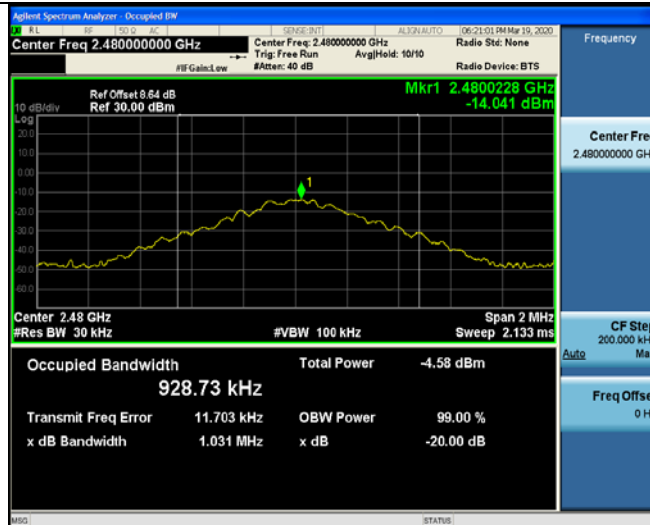 Agilent Spectrum Analyzer - Occupied BW
RL RF 50 Ω AC SENSE:INT ALIGN AUTO 06:21:01 PM Mar 19, 2020
Center Freq 2.480000000 GHz
Center Freq: 2.480000000 GHz
Radio Std: None
Trig: Free Run
Avg|Hold: 10/10
#IFGain:Low
#Atten: 40 dB
Radio Device: BTS
Ref Offset 8.64 dB
Ref 30.00 dBm
Mkr1 2.4800228 GHz
-14.041 dBm
10 dB/div
Log
20.0
10.0
0.00
-10.0
-20.0
-30.0
-40.0
-50.0
-60.0
1
Center 2.48 GHz
Span 2 MHz
#Res BW 30 kHz
#VBW 100 kHz
Sweep 2.133 ms
Occupied Bandwidth
928.73 kHz
Total Power -4.58 dBm
Transmit Freq Error 11.703 kHz
OBW Power 99.00 %
x dB Bandwidth 1.031 MHz
x dB -20.00 dB
MSG
STATUS
Frequency
Center Fre
2.480000000 GH
CF Ste
200.000 kH
Auto Ma
Freq Offse
0 H